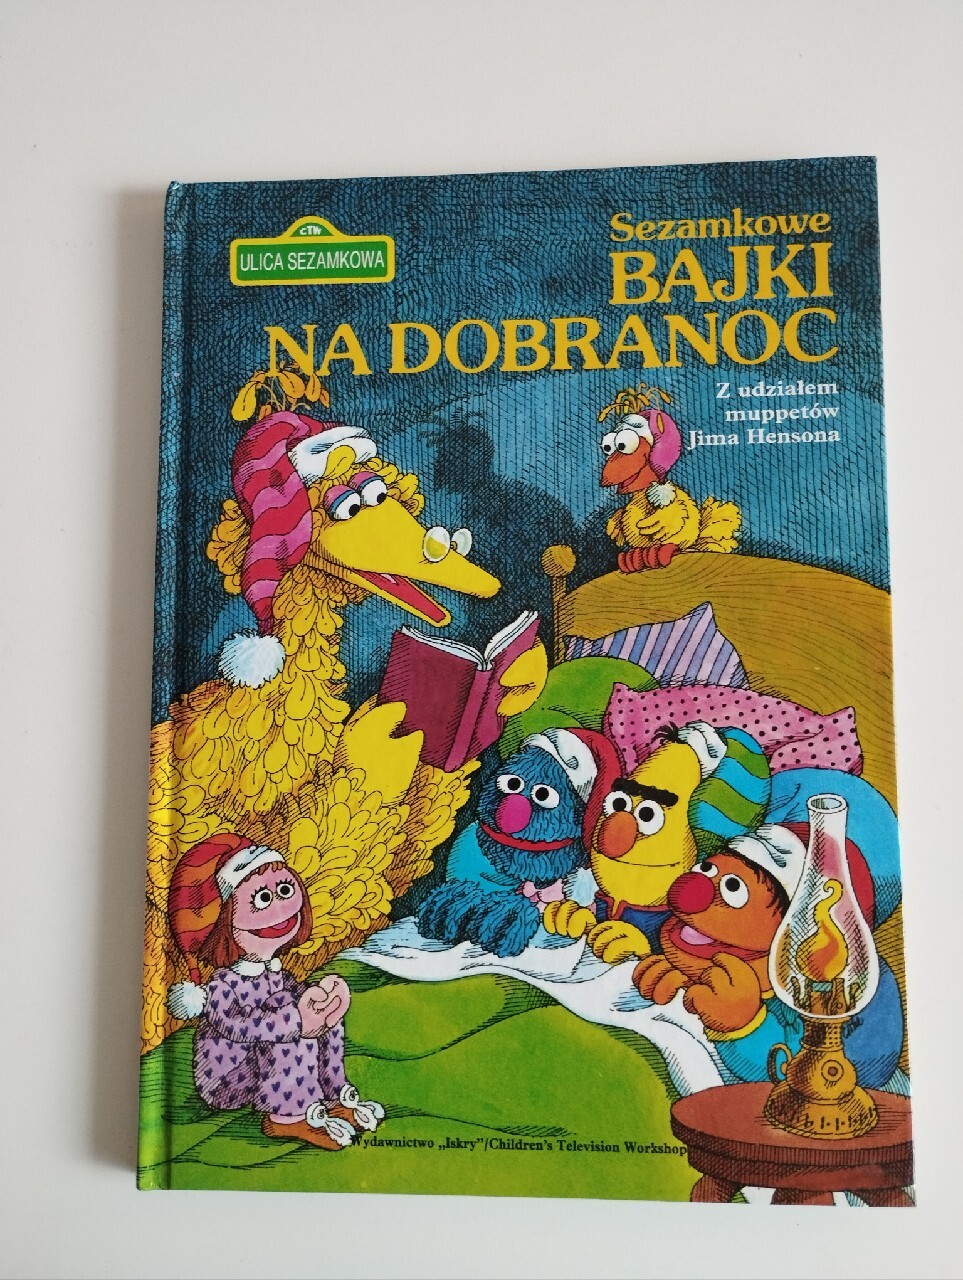 CTW
ULICA SEZAMKOWA
Sezamkowe
BAJKI
NA DOBRANOC
Z udziałem
muppetów
Jima Hensona
Wydawnictwo „Iskry"/Children's Television Workshop